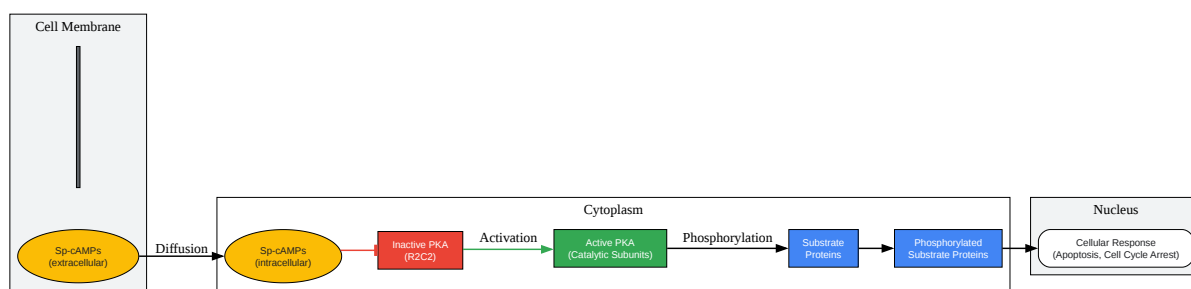 Cell Membrane
Sp-cAMPs
(extracellular)
Diffusion
Cytoplasm
Sp-cAMPs
(intracellular)
Inactive PKA
(R2C2)
Activation
Active PKA
(Catalytic Subunits)
Phosphorylation
Substrate
Proteins
Phosphorylated
Substrate Proteins
Nucleus
Cellular Response
(Apoptosis, Cell Cycle Arrest)